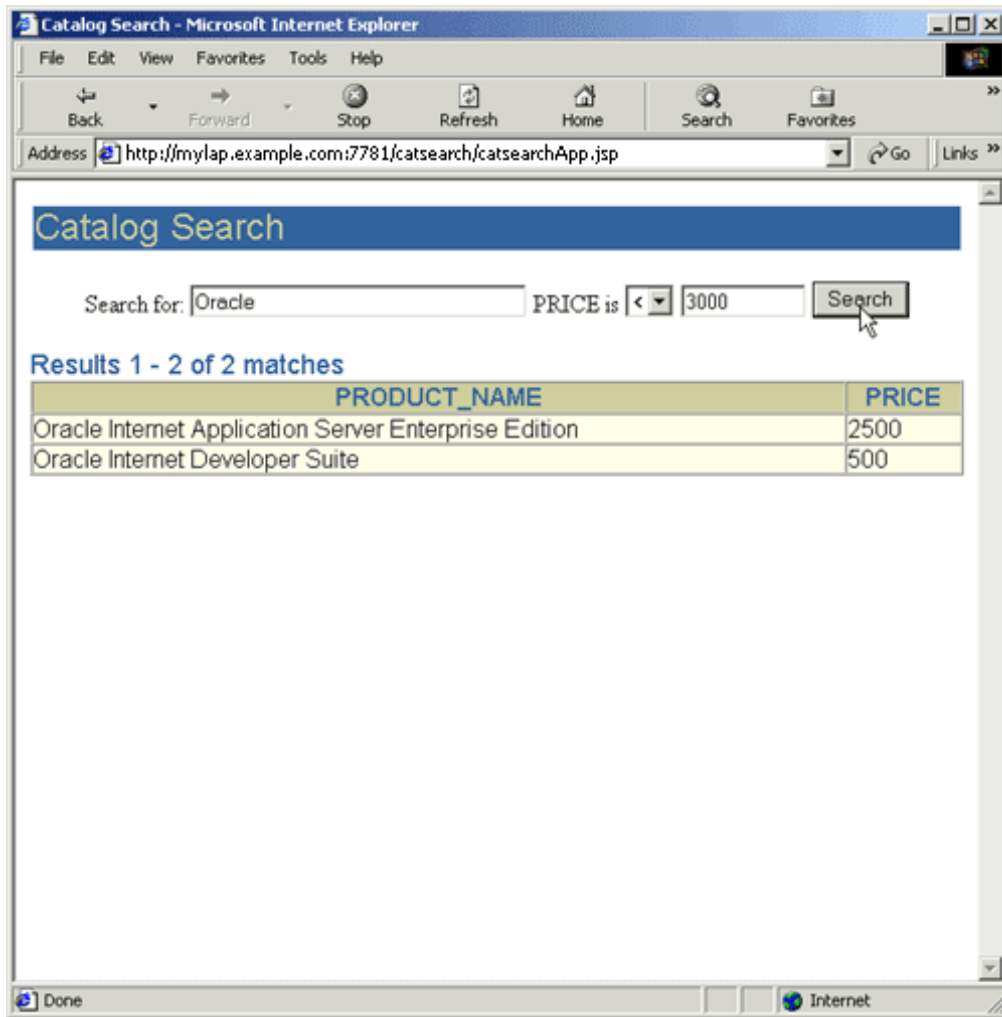 Catalog Search - Microsoft Internet Explorer
File Edit View Favorites Tools Help
Back Forward Stop Refresh Home Search Favorites »
Address http://mylap.example.com:7781/catsearch/catsearchApp.jsp Go Links »
Catalog Search
Search for: Oracle PRICE is < 3000 Search
Results 1 - 2 of 2 matches
PRODUCT_NAME PRICE
Oracle Internet Application Server Enterprise Edition 2500
Oracle Internet Developer Suite 500
Done Internet